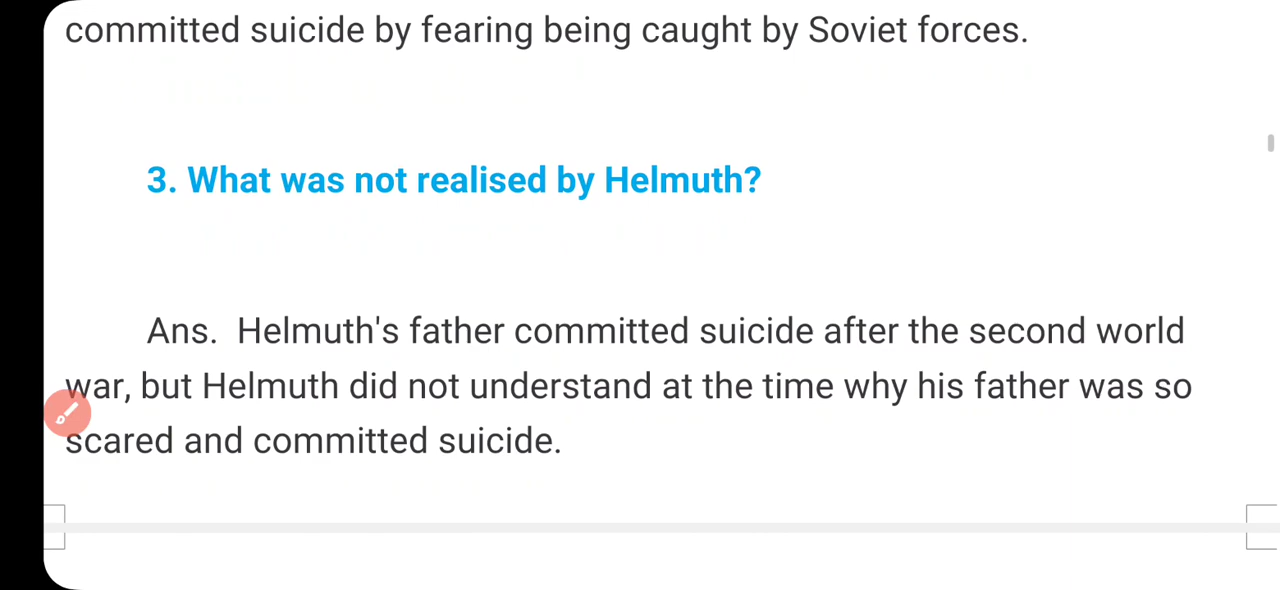 committed suicide by fearing being caught by Soviet forces.
3. What was not realised by Helmuth?
Ans. Helmuth's father committed suicide after the second world
war, but Helmuth did not understand at the time why his father was so
scared and committed suicide.